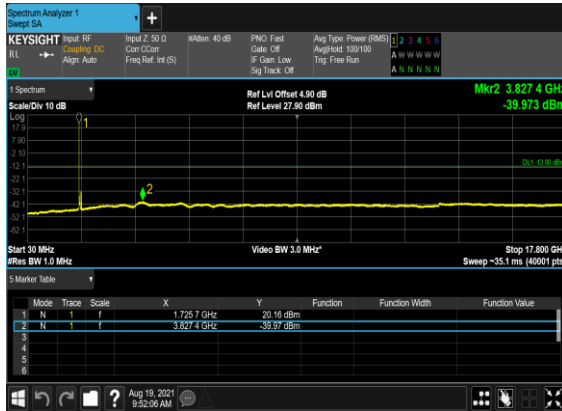 Spectrum Analyzer 1
Swept SA
KEYSIGHT Input: RF Input Z: 50 Ω #Atten: 40 dB PNO: Fast Avg Type: Power (RMS) 1 2 3 4 5 6
RL Coupling: DC Corr CCorr Gate: Off Avg|Hold: 100/100 A W W W W W
Align: Auto Freq Ref: Int (S) IF Gain: Low Trig: Free Run
Sig Track: Off A N N N N N
1 Spectrum
Scale/Div 10 dB Ref Lvl Offset 4.90 dB Mkr2 3.827 4 GHz
Log Ref Level 27.90 dBm -39.973 dBm
17.9
7.90
-2.10
-12.1
-22.1
-32.1
-42.1
-52.1
-62.1
1
2
DL1 -13.00 dBm
Start 30 MHz Video BW 3.0 MHz* Stop 17.800 GHz
#Res BW 1.0 MHz Sweep ~35.1 ms (40001 pts)
5 Marker Table
Mode Trace Scale X Y Function Function Width Function Value
1 N 1 f 1.725 7 GHz 20.16 dBm
2 N 1 f 3.827 4 GHz -39.97 dBm
3
4
5
6
? Aug 19, 2021
9:52:06 AM